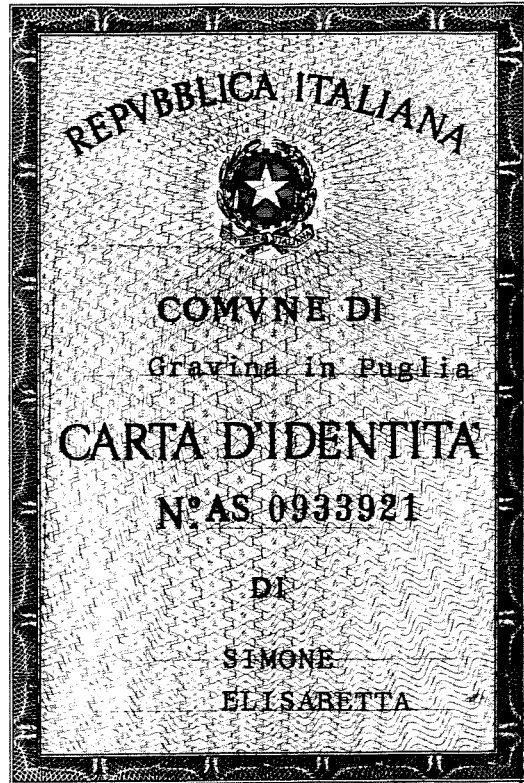 REPVBBLICA ITALIANA
COMVNE DI
Gravina in Puglia
CARTA D'IDENTITA'
N° AS 0933921
DI
SIMONE
ELISABETTA